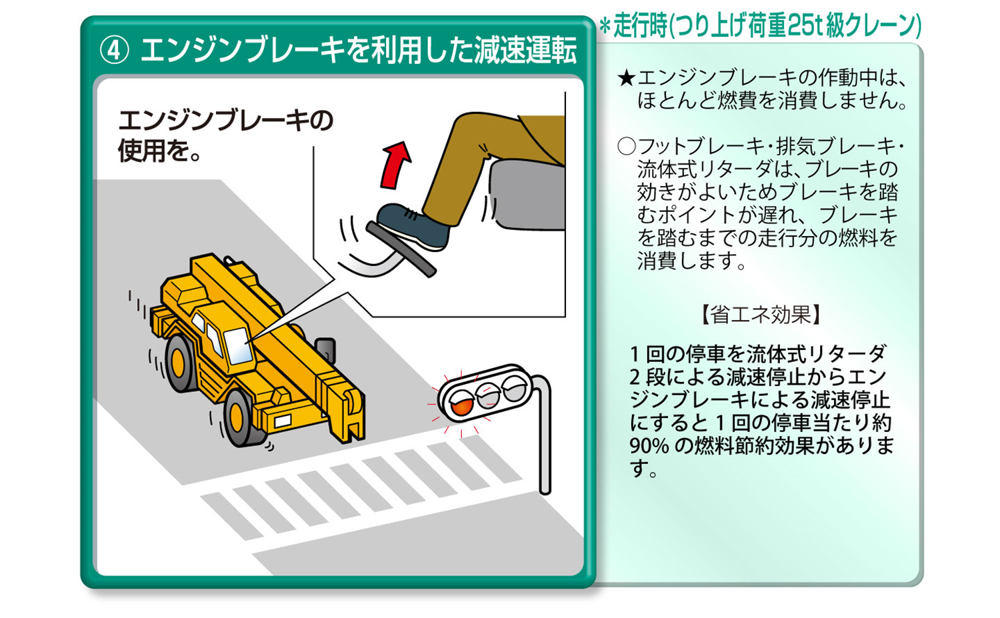 ④ エンジンブレーキを利用した減速運転
エンジンブレーキの
使用を。
＊走行時(つり上げ荷重25t級クレーン)
★エンジンブレーキの作動中は、
ほとんど燃費を消費しません。
○フットブレーキ・排気ブレーキ・
流体式リターダは、ブレーキの
効きがよいためブレーキを踏
むポイントが遅れ、ブレーキ
を踏むまでの走行分の燃料を
消費します。
【省エネ効果】
1回の停車を流体式リターダ
2段による減速停止からエン
ジンブレーキによる減速停止
にすると1回の停車当たり約
90%の燃料節約効果がありま
す。